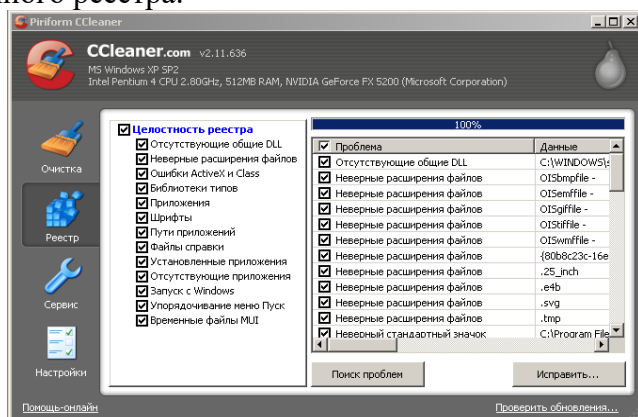 ного реестра.
Piriform CCleaner
CCleaner.com v2.11.636
MS Windows XP SP2
Intel Pentium 4 CPU 2.80GHz, 512MB RAM, NVIDIA GeForce FX 5200 (Microsoft Corporation)
Очистка
Реестр
Сервис
Настройки
Целостность реестра
Отсутствующие общие DLL
Неверные расширения файлов
Ошибки ActiveX и Class
Библиотеки типов
Приложения
Шрифты
Пути приложений
Файлы справки
Установленные приложения
Отсутствующие приложения
Запуск с Windows
Упорядочивание меню Пуск
Временные файлы MUI
100%
Проблема Данные
Отсутствующие общие DLL C:\WINDOWS\s
Неверные расширения файлов OISbmpfile -
Неверные расширения файлов OISemffile -
Неверные расширения файлов OISgiffile -
Неверные расширения файлов OIStiffile -
Неверные расширения файлов OISwmffile -
Неверные расширения файлов {80b8c23c-16e
Неверные расширения файлов .25_inch
Неверные расширения файлов .e4b
Неверные расширения файлов .svg
Неверные расширения файлов .tmp
Неверный стандартный значок C:\Program File
Поиск проблем Исправить...
Помощь-онлайн Проверить обновления...